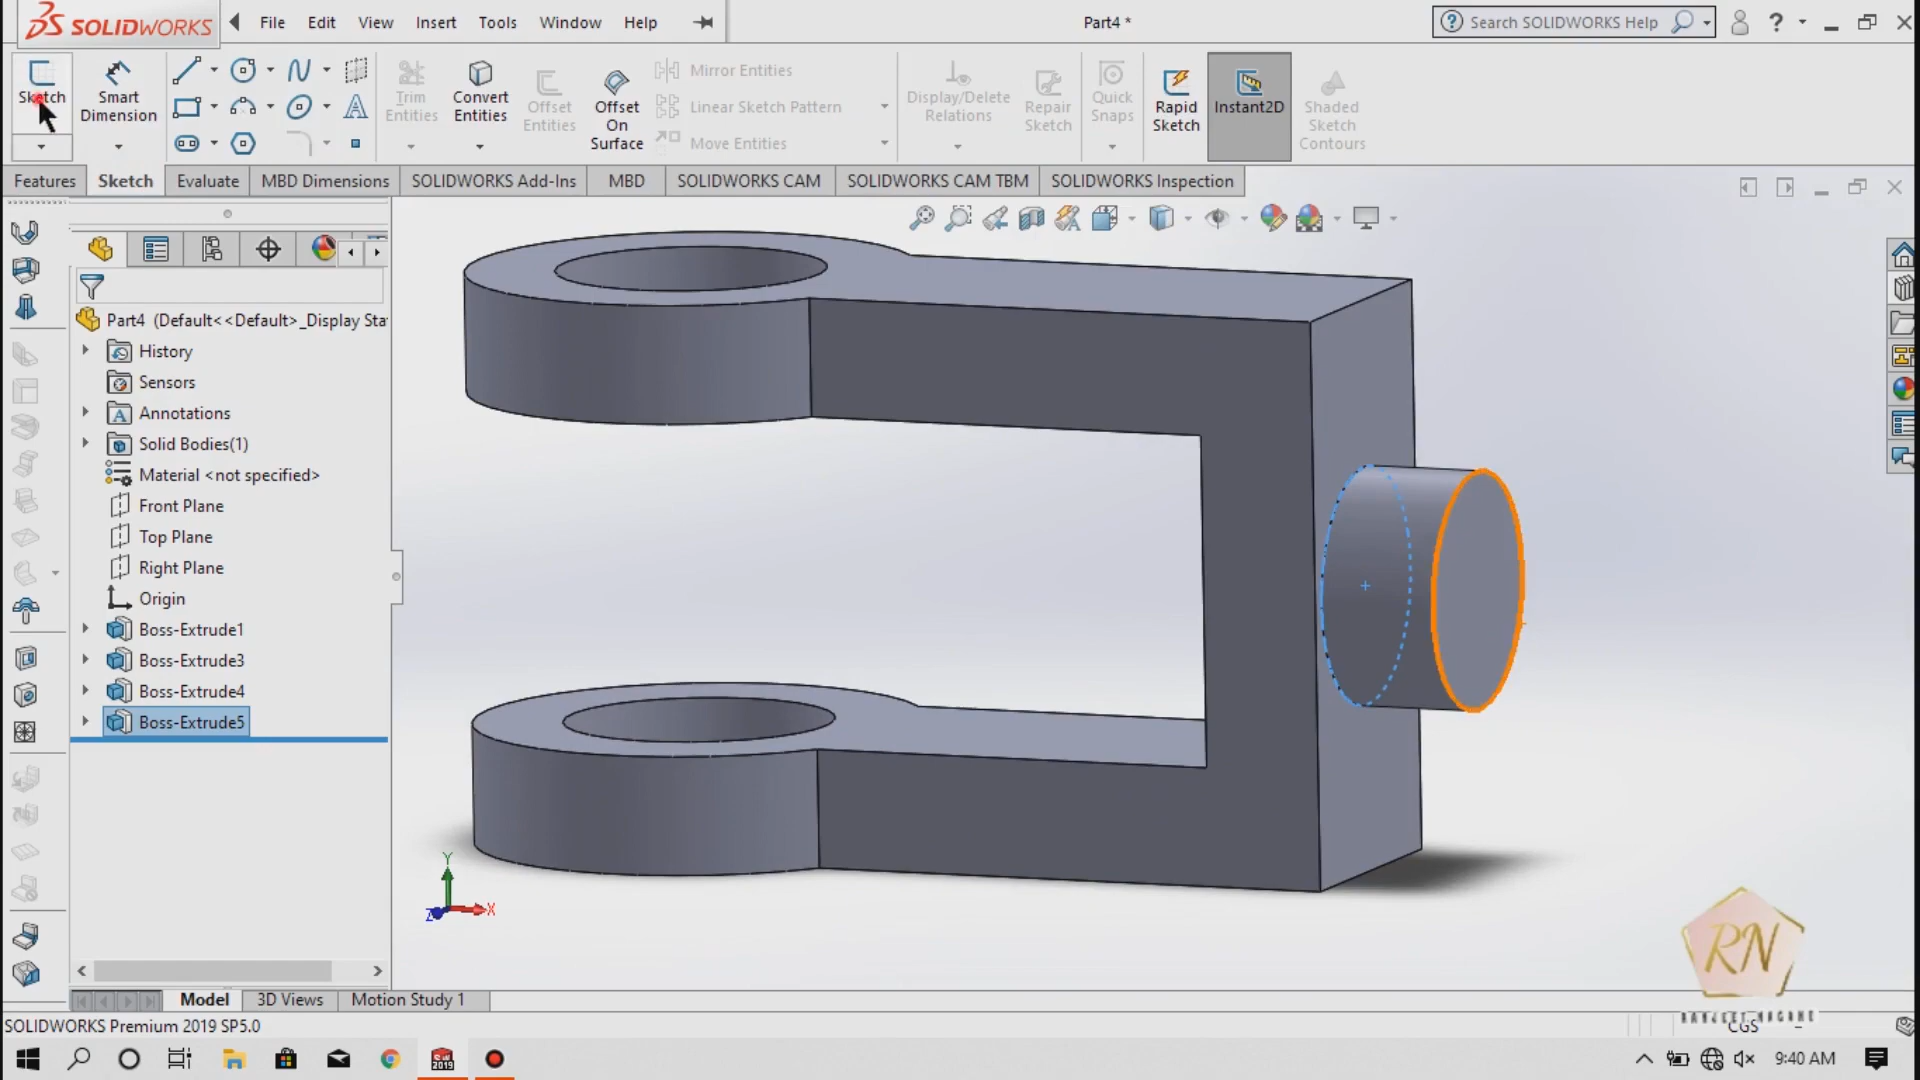 SOLIDWORKS File Edit View Insert Tools Window Help Part4 * Search SOLIDWORKS Help ?
Sketch Smart Dimension Trim Entities Convert Entities Offset Entities Offset On Surface Mirror Entities Linear Sketch Pattern Move Entities Display/Delete Relations Repair Sketch Quick Snaps Rapid Sketch Instant2D Shaded Sketch Contours
Features Sketch Evaluate MBD Dimensions SOLIDWORKS Add-Ins MBD SOLIDWORKS CAM SOLIDWORKS CAM TBM SOLIDWORKS Inspection
Part4 (Default<<Default>_Display Sta
History
Sensors
Annotations
Solid Bodies(1)
Material <not specified>
Front Plane
Top Plane
Right Plane
Origin
Boss-Extrude1
Boss-Extrude3
Boss-Extrude4
Boss-Extrude5
Y
Z X
RN
Model 3D Views Motion Study 1
SOLIDWORKS Premium 2019 SP5.0 CGS
9:40 AM